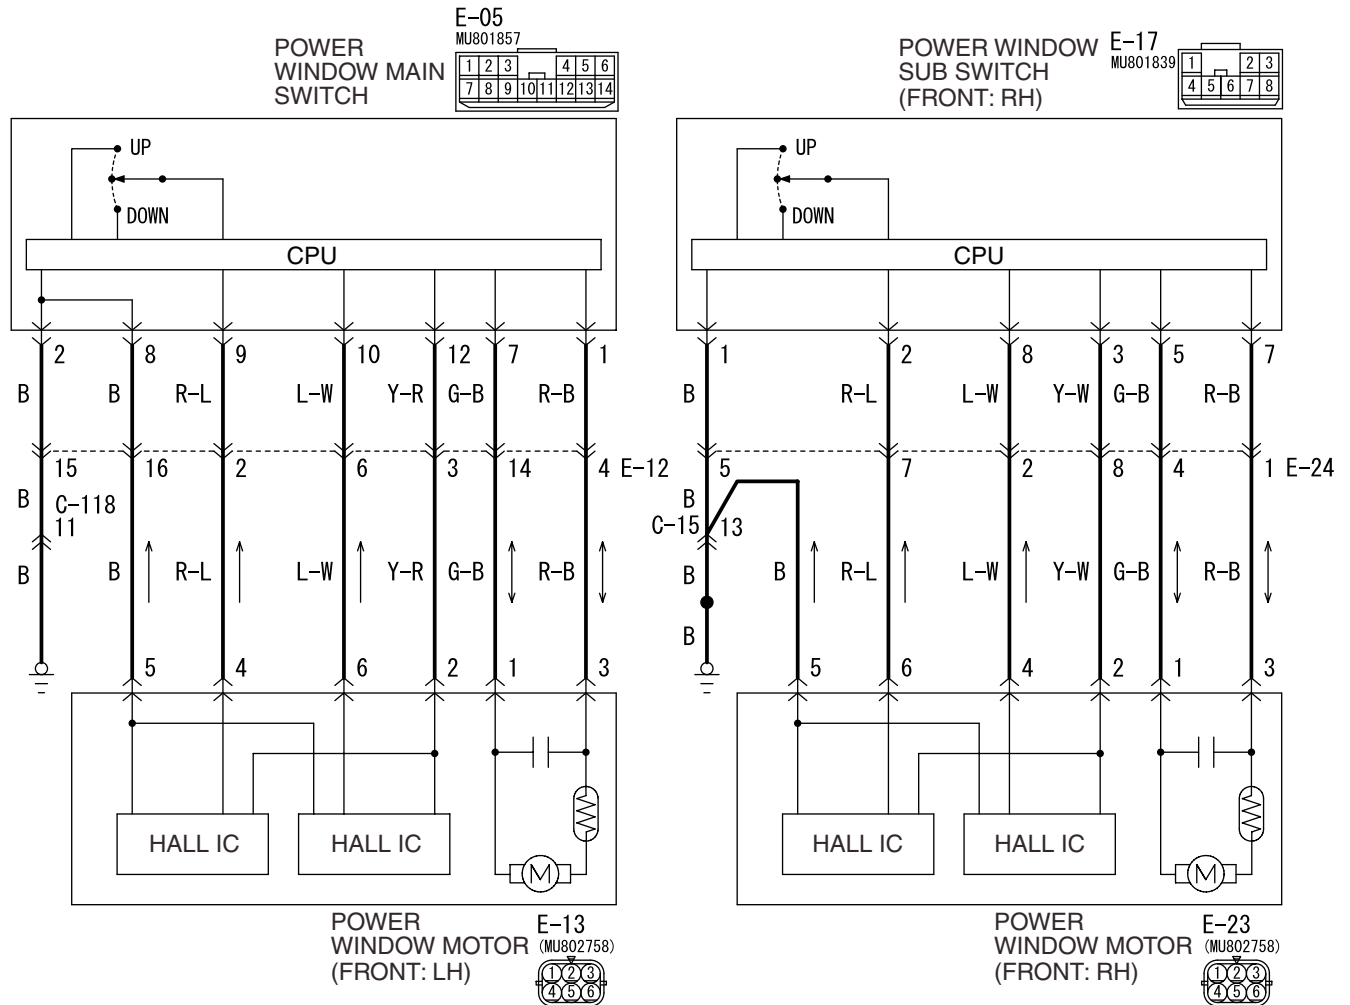 E-05
MU801857
POWER
WINDOW MAIN
SWITCH
1 2 3 4 5 6
7 8 9 10 11 12 13 14
POWER WINDOW
SUB SWITCH
(FRONT: RH)
E-17
MU801839
1 2 3
4 5 6 7 8
UP
DOWN
CPU
UP
DOWN
CPU
2 8 9 10 12 7 1
B B R-L L-W Y-R G-B R-B
15 16 2 6 3 14 4 E-12
B C-118
11
B B R-L L-W Y-R G-B R-B
5 4 6 2 1 3
1 2 8 3 5 7
B R-L L-W Y-W G-B R-B
5 7 2 8 4 1 E-24
B
C-15 13
B B R-L L-W Y-W G-B R-B
B
5 6 4 2 1 3
HALL IC HALL IC M
HALL IC HALL IC M
POWER
WINDOW MOTOR
(FRONT: LH)
E-13
(MU802758)
1 2 3
4 5 6
POWER
WINDOW MOTOR
(FRONT: RH)
E-23
(MU802758)
1 2 3
4 5 6